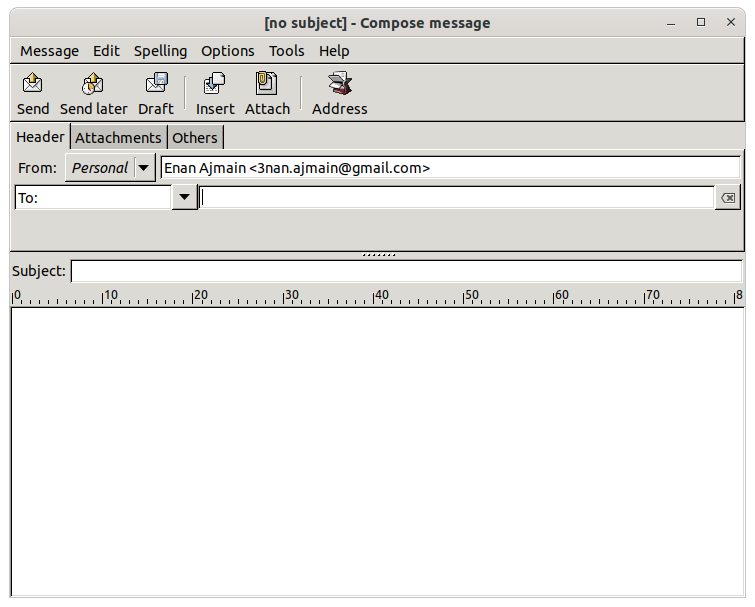 [no subject] - Compose message
Message Edit Spelling Options Tools Help
Send Send later Draft Insert Attach Address
Header Attachments Others
From: Personal Enan Ajmain <3nan.ajmain@gmail.com>
To:
Subject:
0 10 20 30 40 50 60 70 8